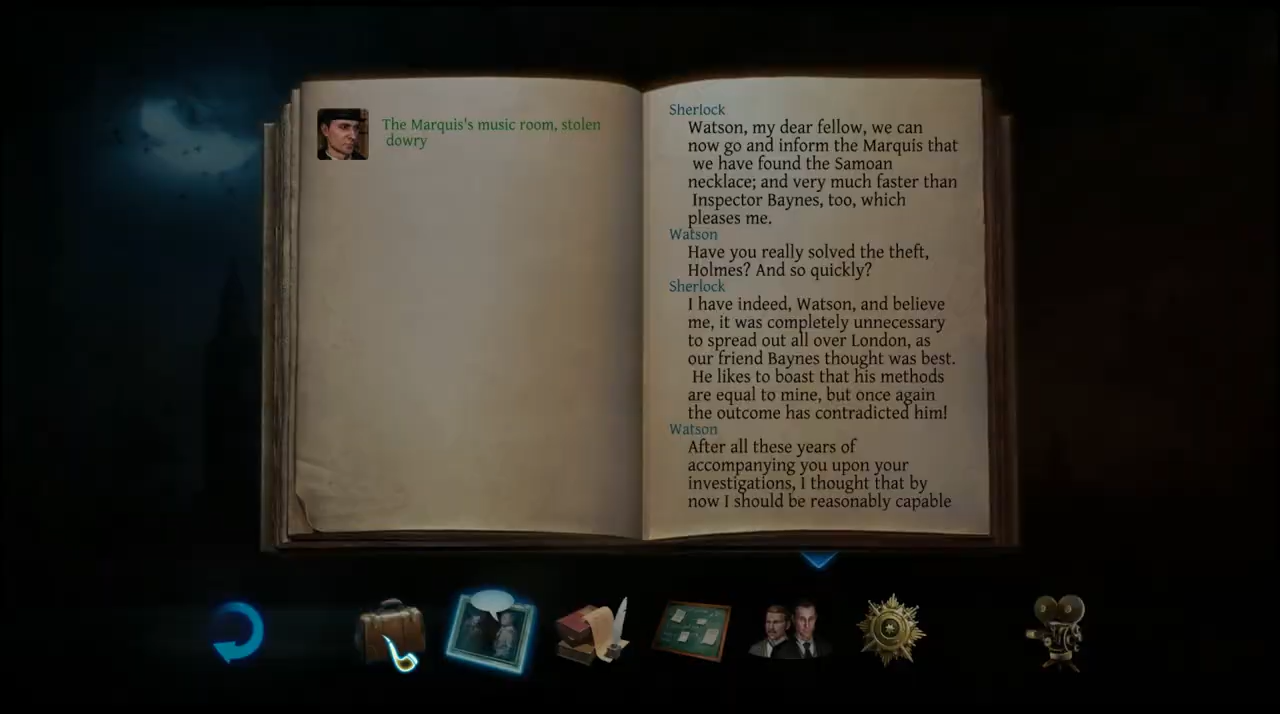 The Marquis's music room, stolen
dowry
Sherlock
Watson, my dear fellow, we can
now go and inform the Marquis that
we have found the Samoan
necklace; and very much faster than
Inspector Baynes, too, which
pleases me.
Watson
Have you really solved the theft,
Holmes? And so quickly?
Sherlock
I have indeed, Watson, and believe
me, it was completely unnecessary
to spread out all over London, as
our friend Baynes thought was best.
He likes to boast that his methods
are equal to mine, but once again
the outcome has contradicted him!
Watson
After all these years of
accompanying you upon your
investigations, I thought that by
now I should be reasonably capable